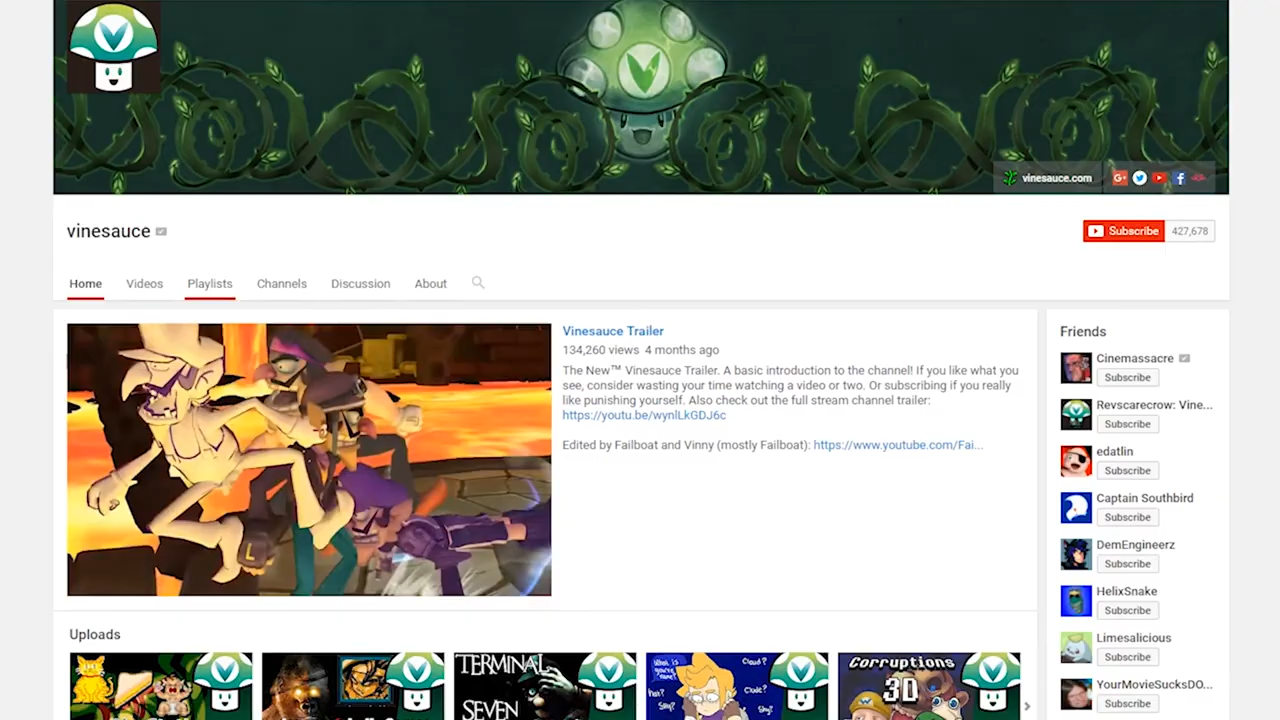 vinesauce.com
vinesauce
Subscribe 427,678
Home Videos Playlists Channels Discussion About
Vinesauce Trailer
134,260 views 4 months ago
The New™ Vinesauce Trailer. A basic introduction to the channel! If you like what you
see, consider wasting your time watching a video or two. Or subscribing if you really
like punishing yourself. Also check out the full stream channel trailer:
https://youtu.be/wynlLkGDJ6c
Edited by Failboat and Vinny (mostly Failboat): https://www.youtube.com/Fai...
Friends
Cinemassacre
Subscribe
Revscarecrow: Vine...
Subscribe
edatlin
Subscribe
Captain Southbird
Subscribe
DemEngineerz
Subscribe
HelixSnake
Subscribe
Limesalicious
Subscribe
YourMovieSucksDO...
Subscribe
Uploads
TERMINAL
SEVEN
What is
your name?
Cloud?
Corruptions
3D